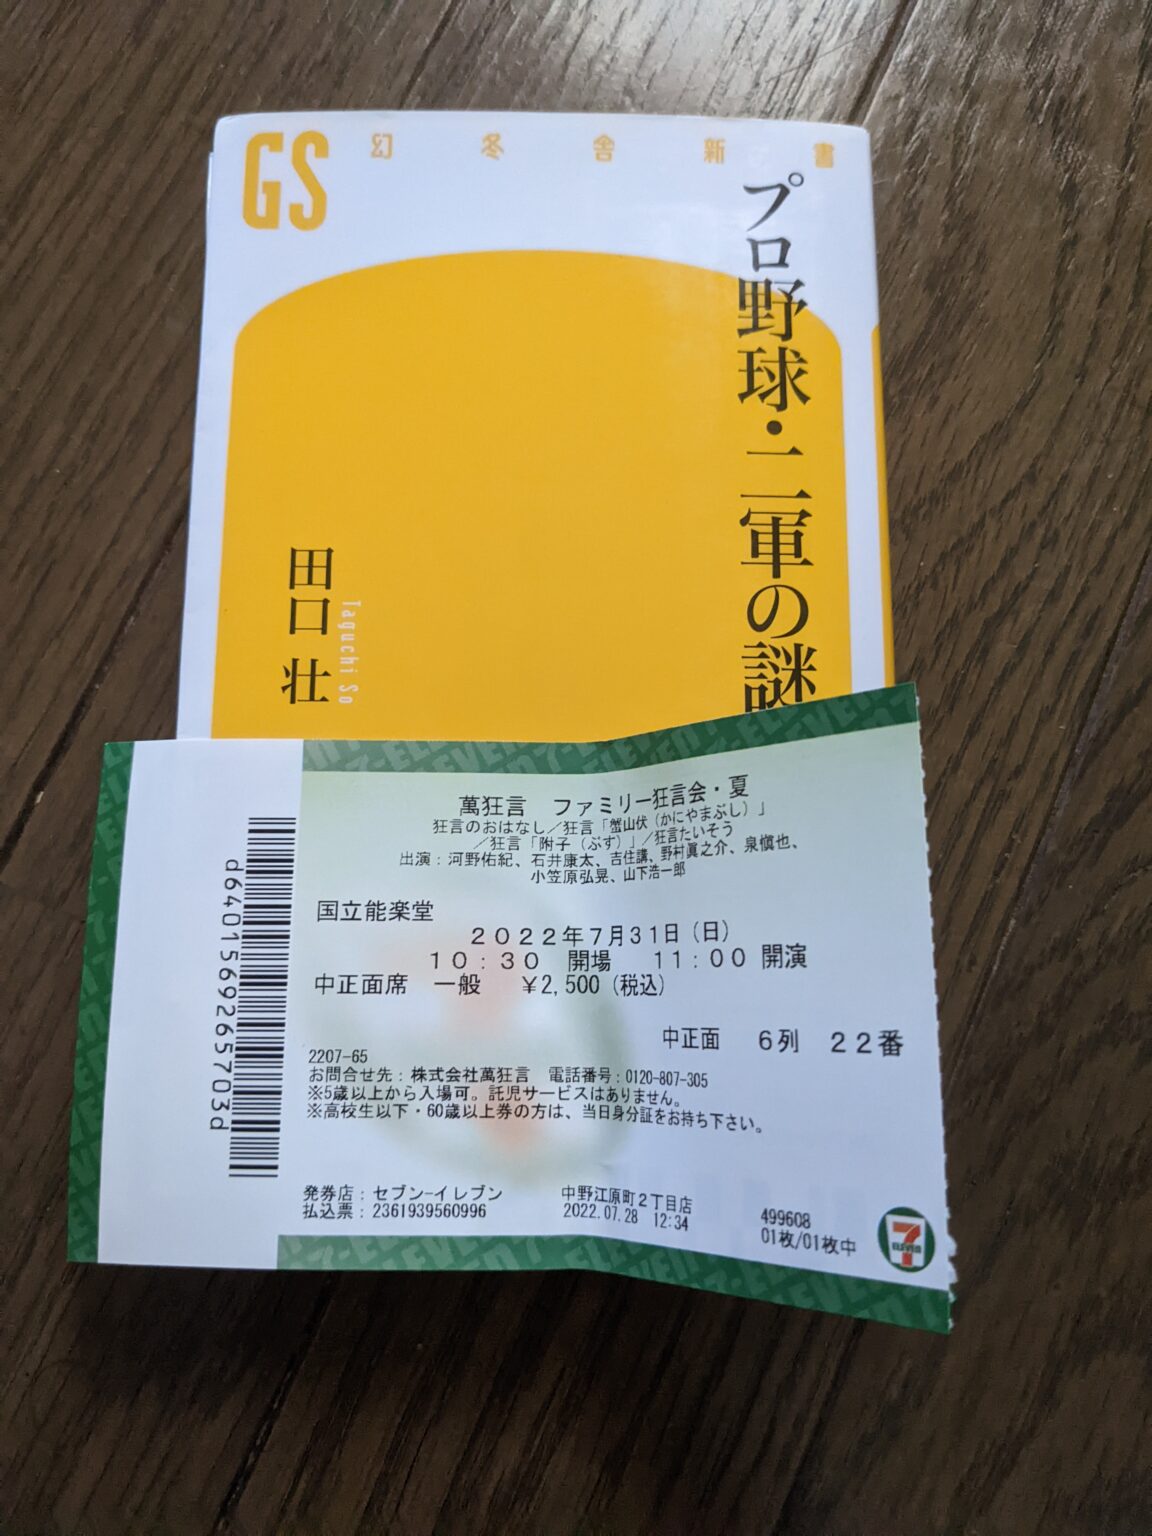 GS
幻冬舎新書
プロ野球・二軍の謎
田口 壮
Taguchi So
萬狂言 ファミリー狂言会・夏
狂言のおはなし／狂言「蟹山伏（かにやまぶし）」
／狂言「附子（ぶす）」／狂言たいそう
出演：河野佑紀、石井康太、吉住講、野村眞之介、泉愼也、
小笠原弘晃、山下浩一郎
国立能楽堂
2022年7月31日（日）
10：30 開場 11：00 開演
中正面席 一般 ￥2,500（税込）
中正面 6列 22番
2207-65
お問合せ先：株式会社萬狂言 電話番号：0120-807-305
※5歳以上から入場可。託児サービスはありません。
※高校生以下・60歳以上券の方は、当日身分証をお持ち下さい。
発券店：セブン-イレブン 中野江原町2丁目店
払込票：2361939560996 2022.07.28 12:34
499608
01枚/01枚中
7 ELEVEN
d6401569265703d